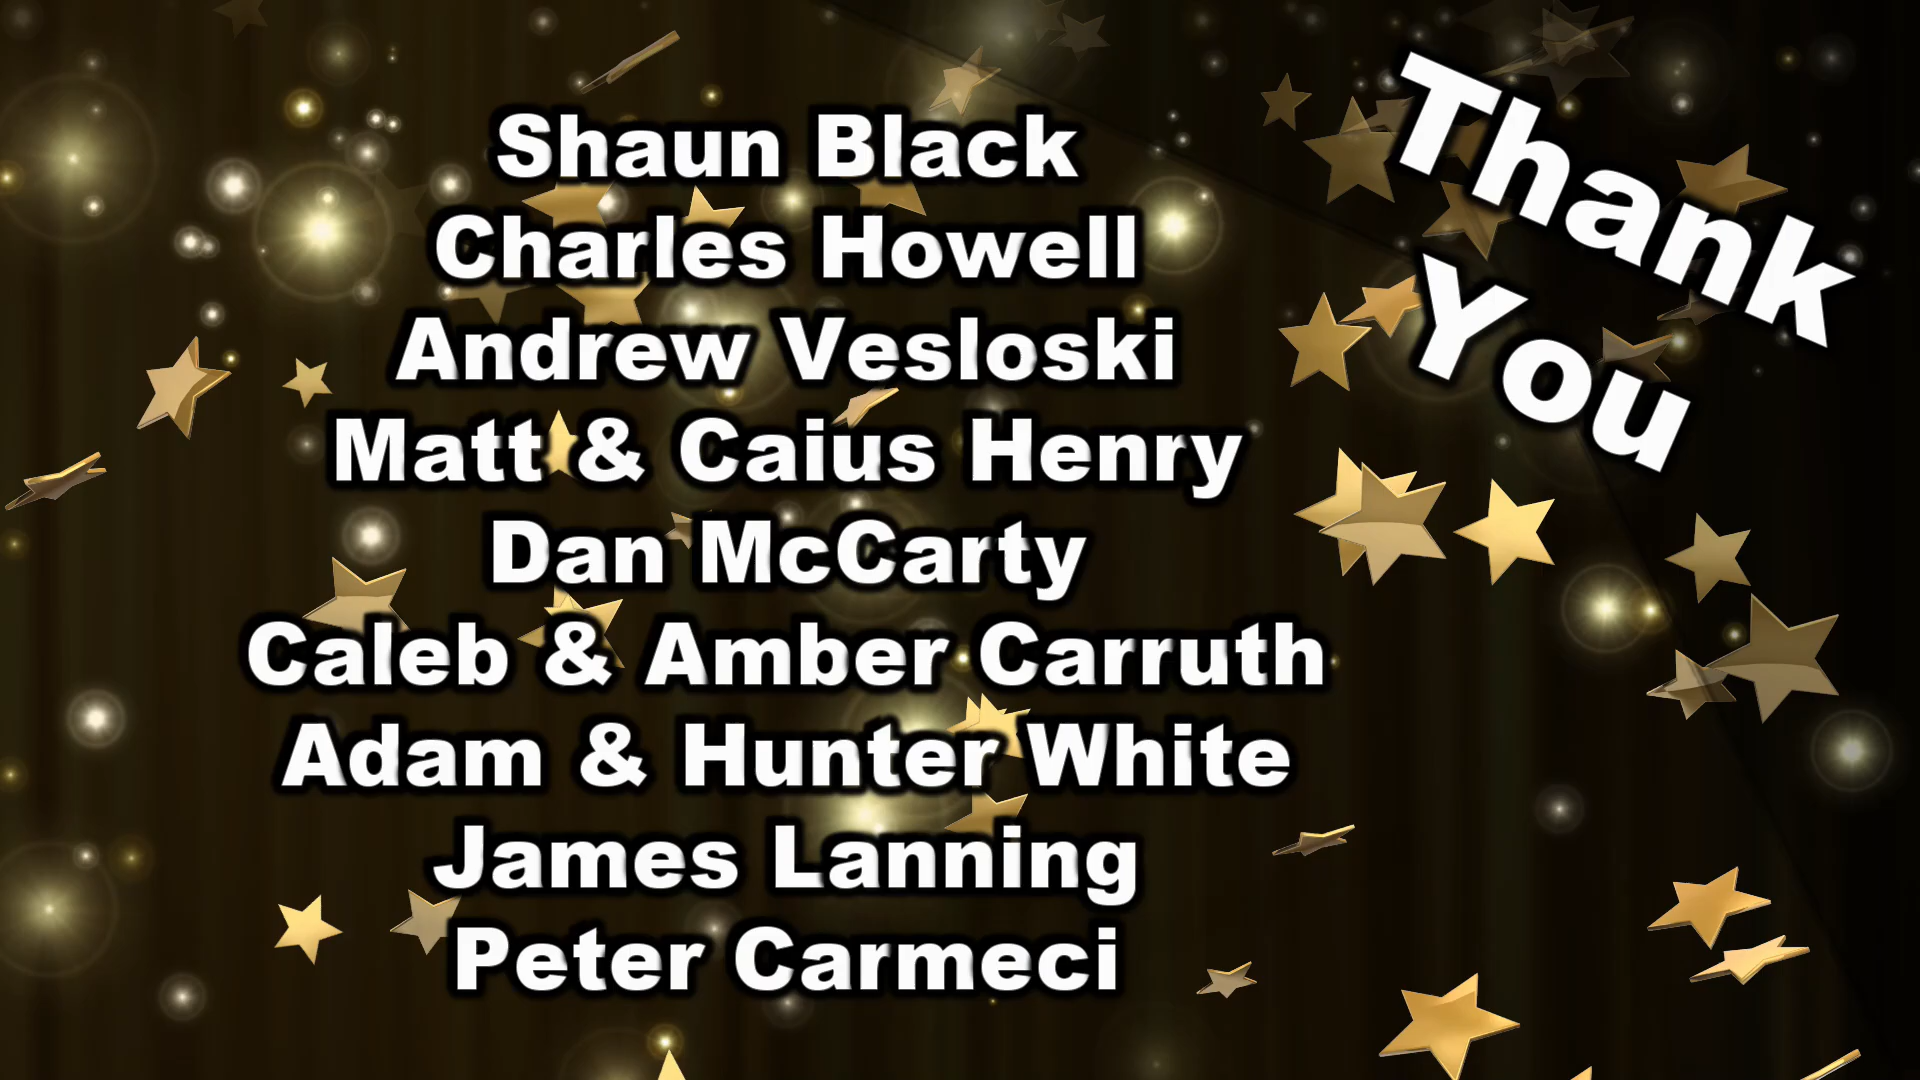 Thank
You
Shaun Black
Charles Howell
Andrew Vesloski
Matt & Caius Henry
Dan McCarty
Caleb & Amber Carruth
Adam & Hunter White
James Lanning
Peter Carmeci